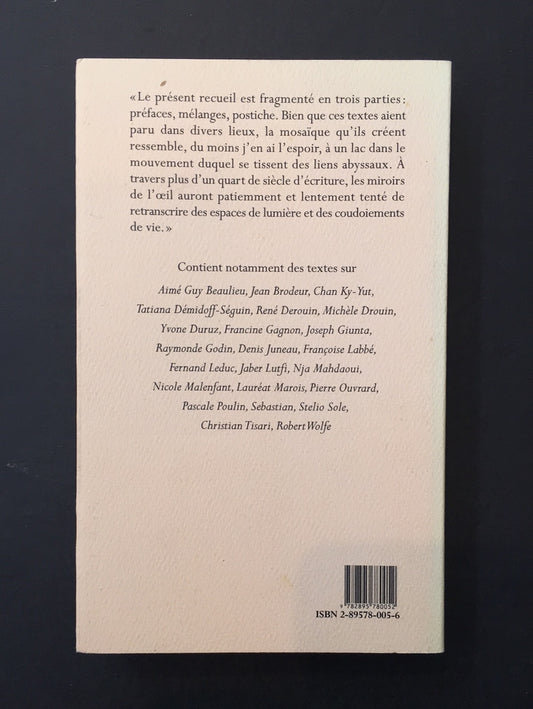 « Le présent recueil est fragmenté en trois parties :
préfaces, mélanges, postiche. Bien que ces textes aient
paru dans divers lieux, la mosaïque qu'ils créent
ressemble, du moins j'en ai l'espoir, à un lac dans le
mouvement duquel se tissent des liens abyssaux. À
travers plus d'un quart de siècle d'écriture, les miroirs
de l'œil auront patiemment et lentement tenté de
retranscrire des espaces de lumière et des coudoiements
de vie. »
Contient notamment des textes sur
Aimé Guy Beaulieu, Jean Brodeur, Chan Ky-Yut,
Tatiana Démidoff-Séguin, René Derouin, Michèle Drouin,
Yvone Duruz, Francine Gagnon, Joseph Giunta,
Raymonde Godin, Denis Juneau, Françoise Labbé,
Fernand Leduc, Jaber Lutfi, Nja Mahdaoui,
Nicole Malenfant, Lauréat Marois, Pierre Ouvrard,
Pascale Poulin, Sebastian, Stelio Sole,
Christian Tisari, Robert Wolfe
9 782895 780052
ISBN 2-89578-005-6